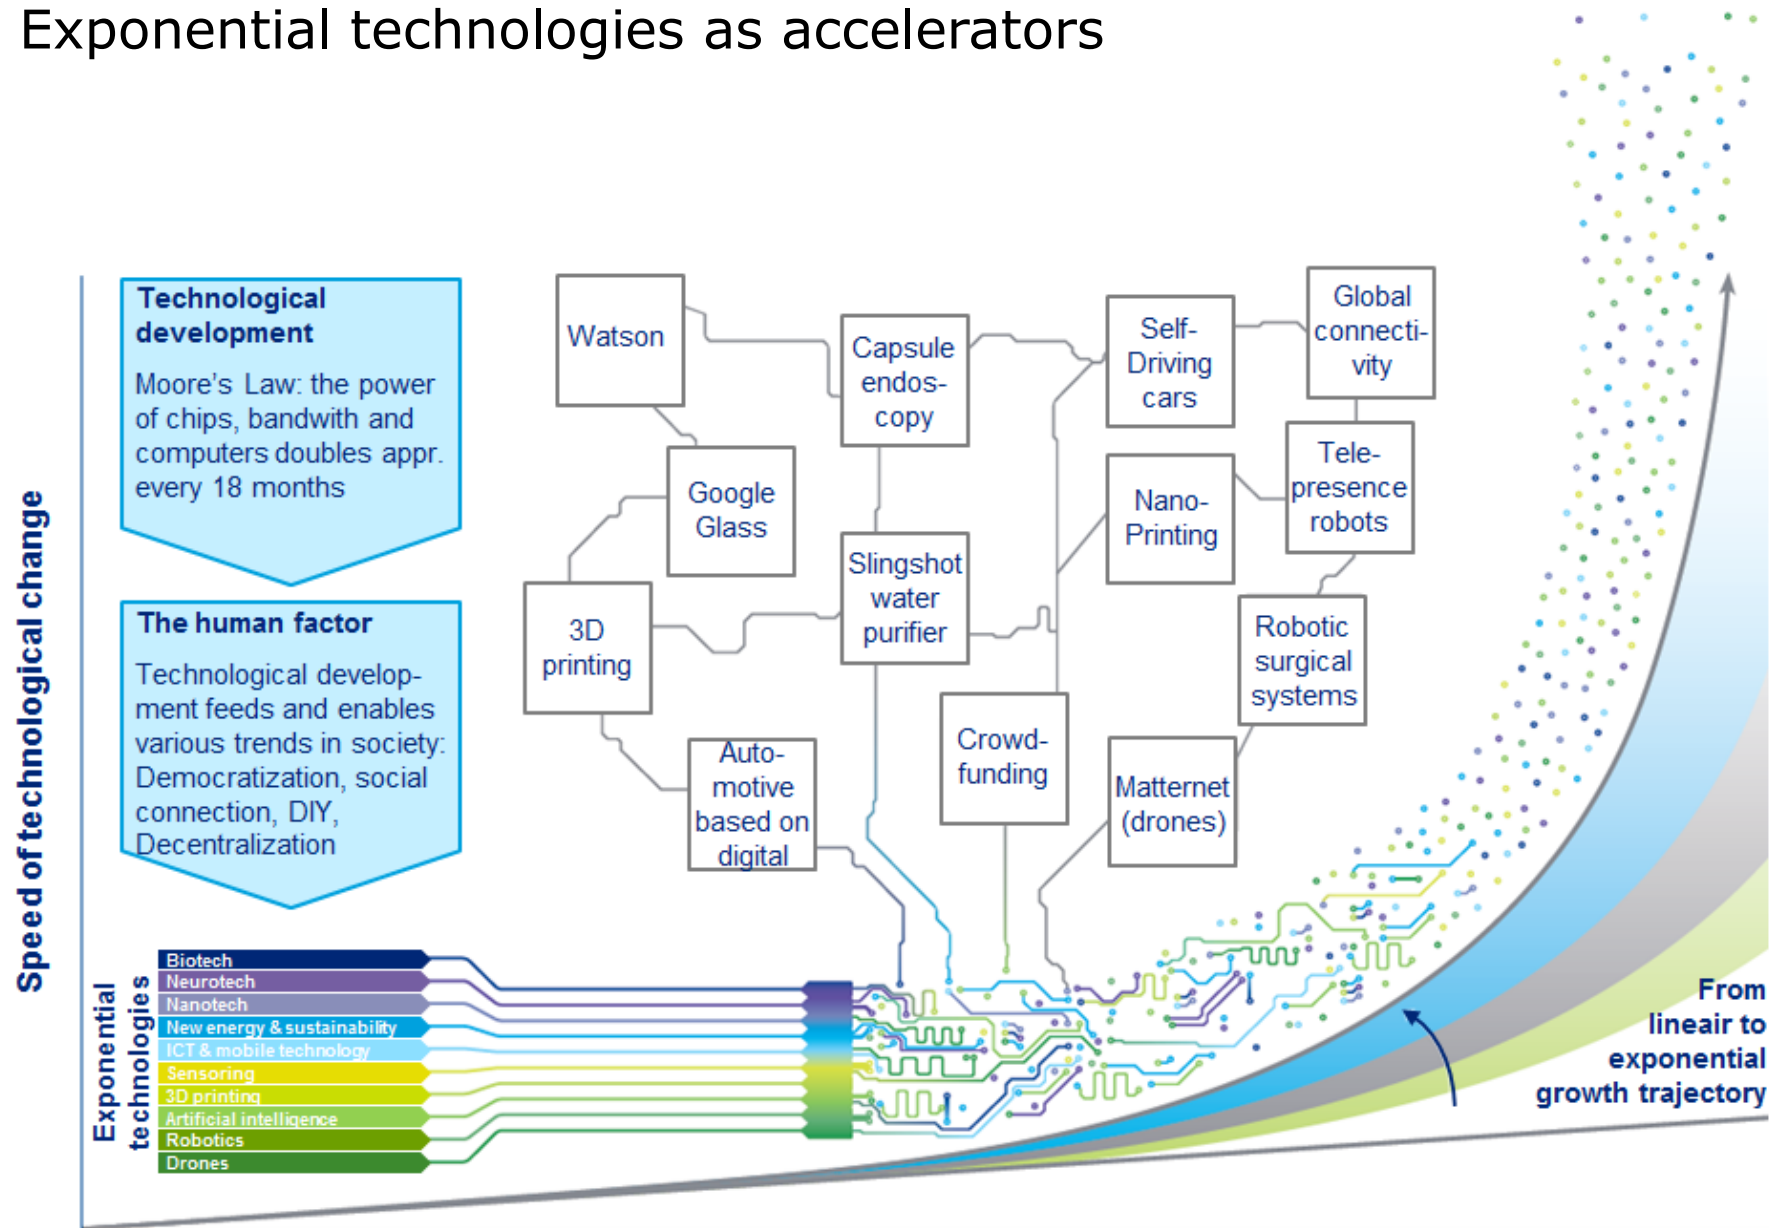 Exponential technologies as accelerators
Speed of technological change
Technological
development
Moore's Law: the power
of chips, bandwith and
computers doubles appr.
every 18 months
The human factor
Technological develop-
ment feeds and enables
various trends in society:
Democratization, social
connection, DIY,
Decentralization
Watson
Google
Glass
3D
printing
Auto-
motive
based on
digital
Capsule
endos-
copy
Slingshot
water
purifier
Crowd-
funding
Self-
Driving
cars
Nano-
Printing
Matternet
(drones)
Global
connecti-
vity
Tele-
presence
robots
Robotic
surgical
systems
Exponential
technologies
Biotech
Neurotech
Nanotech
New energy & sustainability
ICT & mobile technology
Sensoring
3D printing
Artificial intelligence
Robotics
Drones
From
lineair to
exponential
growth trajectory